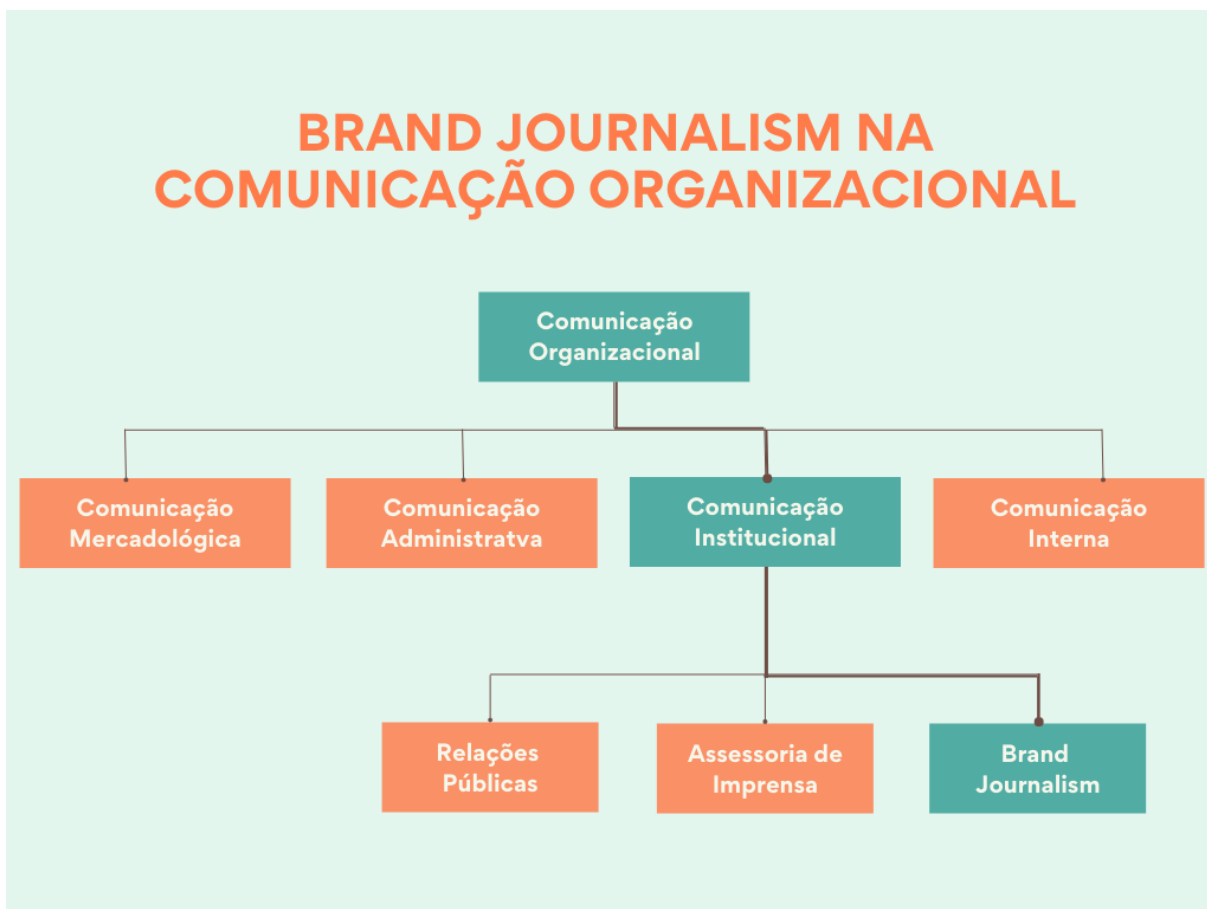 BRAND JOURNALISM NA
COMUNICAÇÃO ORGANIZACIONAL
Comunicação
Organizacional
Comunicação
Mercadológica
Comunicação
Administratva
Comunicação
Institucional
Comunicação
Interna
Relações
Públicas
Assessoria de
Imprensa
Brand
Journalism